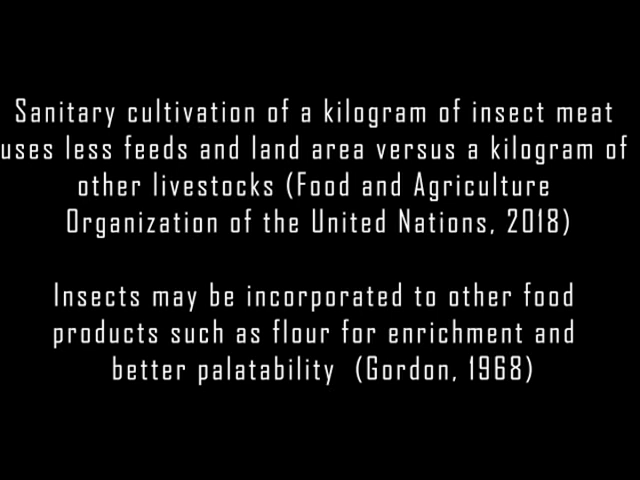 Sanitary cultivation of a kilogram of insect meat
uses less feeds and land area versus a kilogram of
other livestocks (Food and Agriculture
Organization of the United Nations, 2018)
Insects may be incorporated to other food
products such as flour for enrichment and
better palatability (Gordon, 1968)